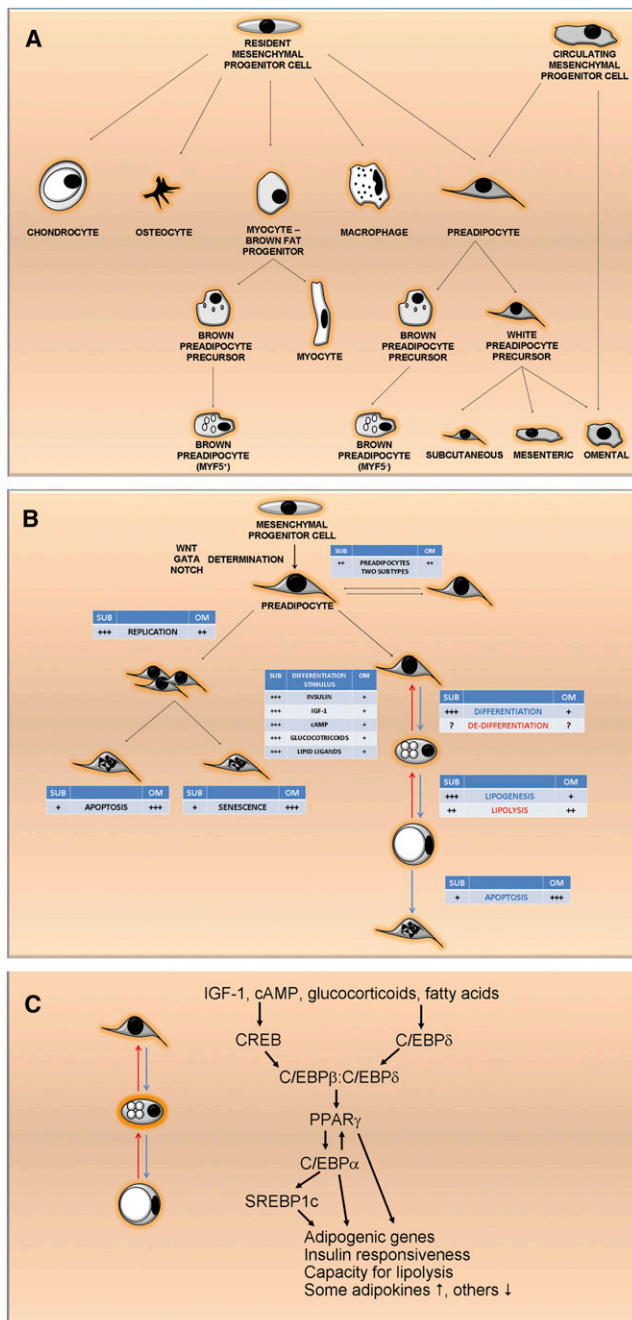 A
RESIDENT
MESENCHYMAL
PROGENITOR CELL
CIRCULATING
MESENCHYMAL
PROGENITOR CELL
CHONDROCYTE
OSTEOCYTE
MYOCYTE –
BROWN FAT
PROGENITOR
MACROPHAGE
PREADIPOCYTE
BROWN
PREADIPOCYTE
PRECURSOR
MYOCYTE
BROWN
PREADIPOCYTE
PRECURSOR
WHITE
PREADIPOCYTE
PRECURSOR
BROWN
PREADIPOCYTE
(MYF5⁺)
BROWN
PREADIPOCYTE
(MYF5⁻)
SUBCUTANEOUS
MESENTERIC
OMENTAL
B
MESENCHYMAL
PROGENITOR CELL
WNT
GATA
NOTCH
DETERMINATION
SUB OM
++ PREADIPOCYTES ++
TWO SUBTYPES
PREADIPOCYTE
SUB OM
+++ REPLICATION ++
SUB DIFFERENTIATION OM
STIMULUS
+++ INSULIN +
+++ IGF-1 +
+++ cAMP +
+++ GLUCOCOTRICOIDS +
+++ LIPID LIGANDS +
SUB OM
+++ DIFFERENTIATION +
? DE-DIFFERENTIATION ?
SUB OM
+ APOPTOSIS +++
SUB OM
+ SENESCENCE +++
SUB OM
+++ LIPOGENESIS +
++ LIPOLYSIS ++
SUB OM
+ APOPTOSIS +++
C
IGF-1, cAMP, glucocorticoids, fatty acids
CREB
C/EBPδ
C/EBPβ:C/EBPδ
PPARγ
C/EBPα
SREBP1c
Adipogenic genes
Insulin responsiveness
Capacity for lipolysis
Some adipokines ↑, others ↓